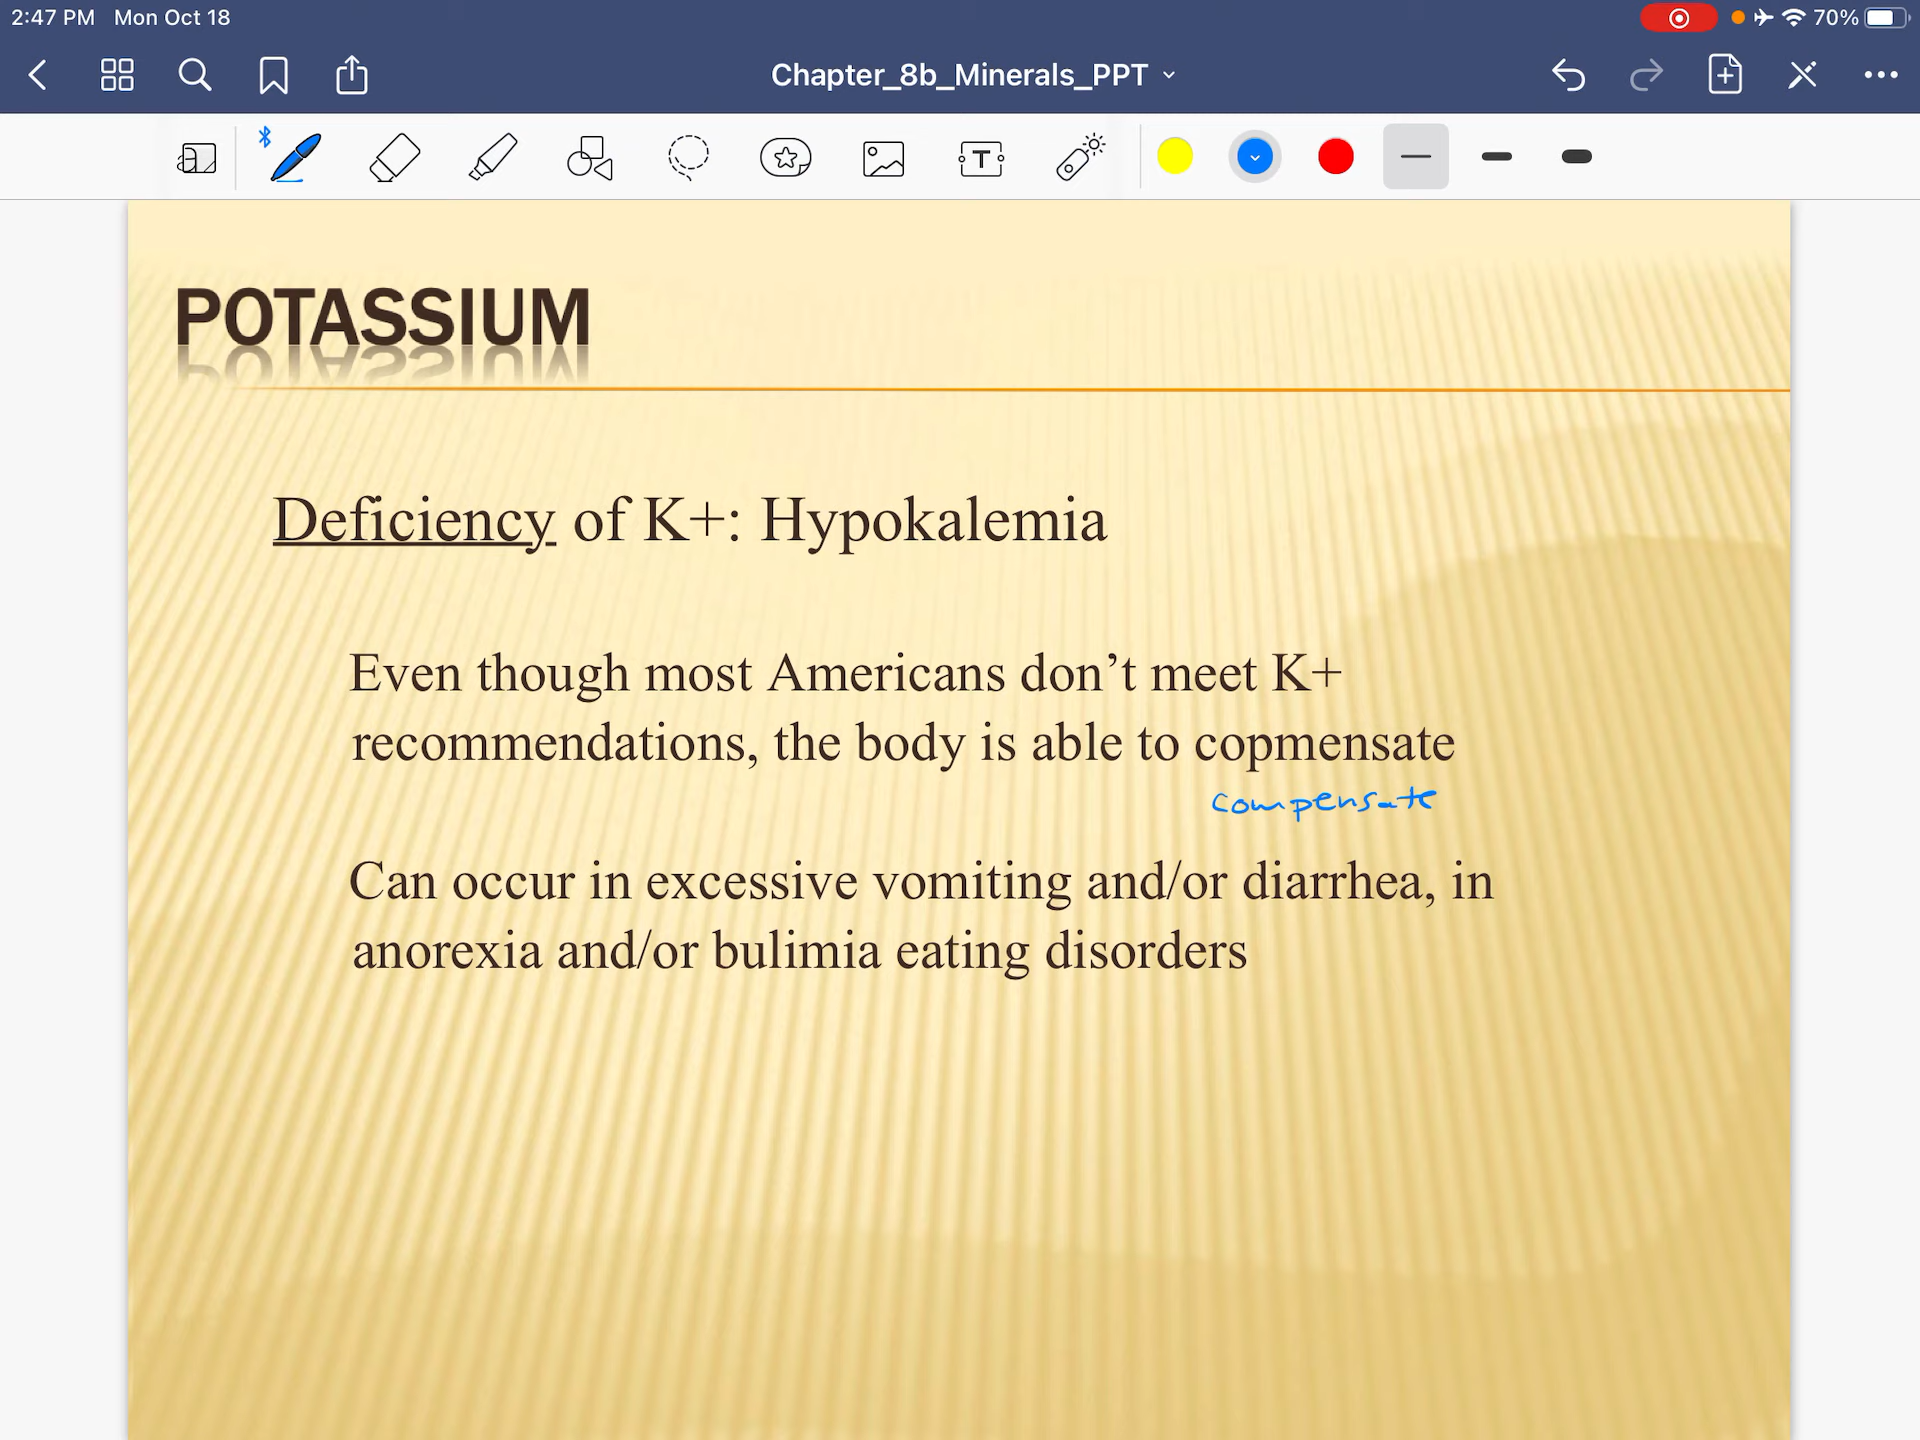 2:47 PM Mon Oct 18
70%
Chapter_8b_Minerals_PPT
POTASSIUM
Deficiency of K+: Hypokalemia
Even though most Americans don’t meet K+
recommendations, the body is able to copmensate
compensate
Can occur in excessive vomiting and/or diarrhea, in
anorexia and/or bulimia eating disorders